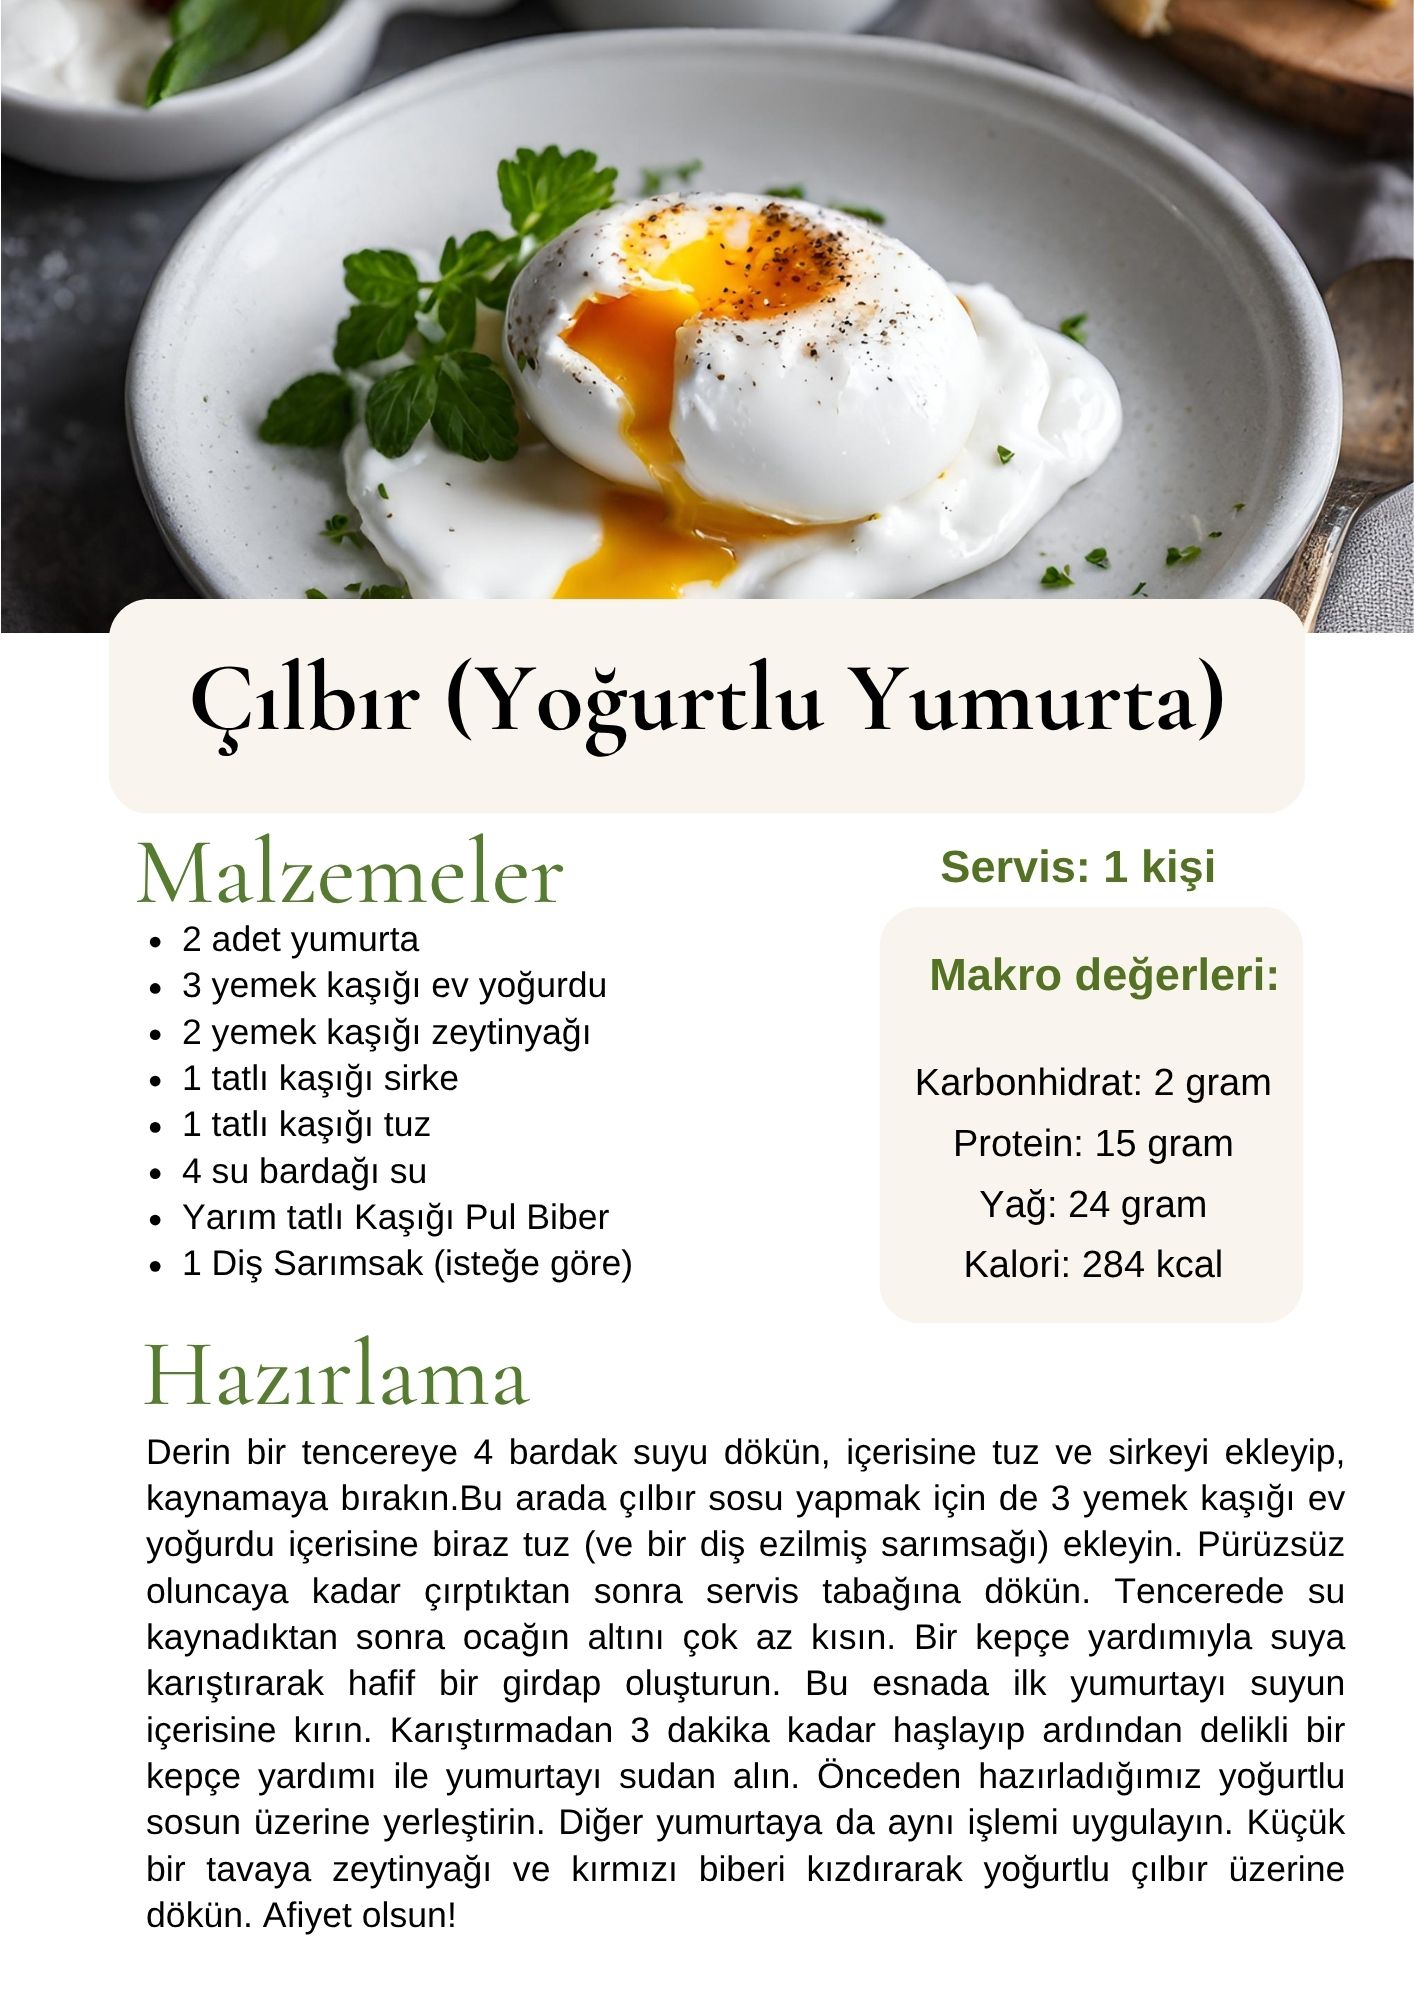 Çılbır (Yoğurtlu Yumurta)
Malzemeler
2 adet yumurta
3 yemek kaşığı ev yoğurdu
2 yemek kaşığı zeytinyağı
1 tatlı kaşığı sirke
1 tatlı kaşığı tuz
4 su bardağı su
Yarım tatlı Kaşığı Pul Biber
1 Diş Sarımsak (isteğe göre)
Servis: 1 kişi
Makro değerleri:
Karbonhidrat: 2 gram
Protein: 15 gram
Yağ: 24 gram
Kalori: 284 kcal
Hazırlama
Derin bir tencereye 4 bardak suyu dökün, içerisine tuz ve sirkeyi ekleyip,
kaynamaya bırakın.Bu arada çılbır sosu yapmak için de 3 yemek kaşığı ev
yoğurdu içerisine biraz tuz (ve bir diş ezilmiş sarımsağı) ekleyin. Pürüzsüz
oluncaya kadar çırptıktan sonra servis tabağına dökün. Tencerede su
kaynadıktan sonra ocağın altını çok az kısın. Bir kepçe yardımıyla suya
karıştırarak hafif bir girdap oluşturun. Bu esnada ilk yumurtayı suyun
içerisine kırın. Karıştırmadan 3 dakika kadar haşlayıp ardından delikli bir
kepçe yardımı ile yumurtayı sudan alın. Önceden hazırladığımız yoğurtlu
sosun üzerine yerleştirin. Diğer yumurtaya da aynı işlemi uygulayın. Küçük
bir tavaya zeytinyağı ve kırmızı biberi kızdırarak yoğurtlu çılbır üzerine
dökün. Afiyet olsun!